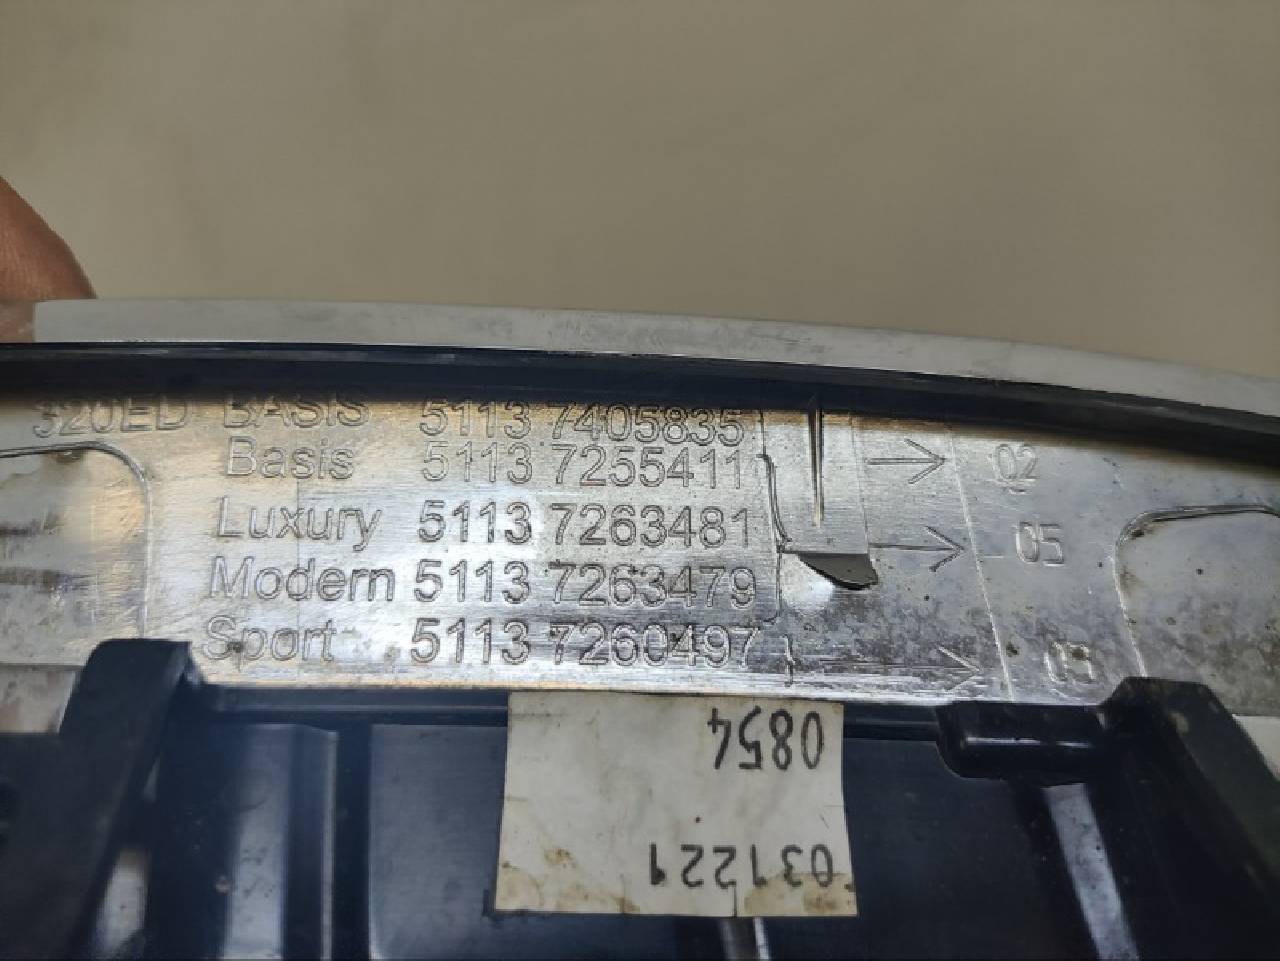 320ED BASIS 5113 7405835
Basis 5113 7255411 02
Luxury 5113 7263481 05
Modern 5113 7263479
Sport 5113 7260497
0854
031221